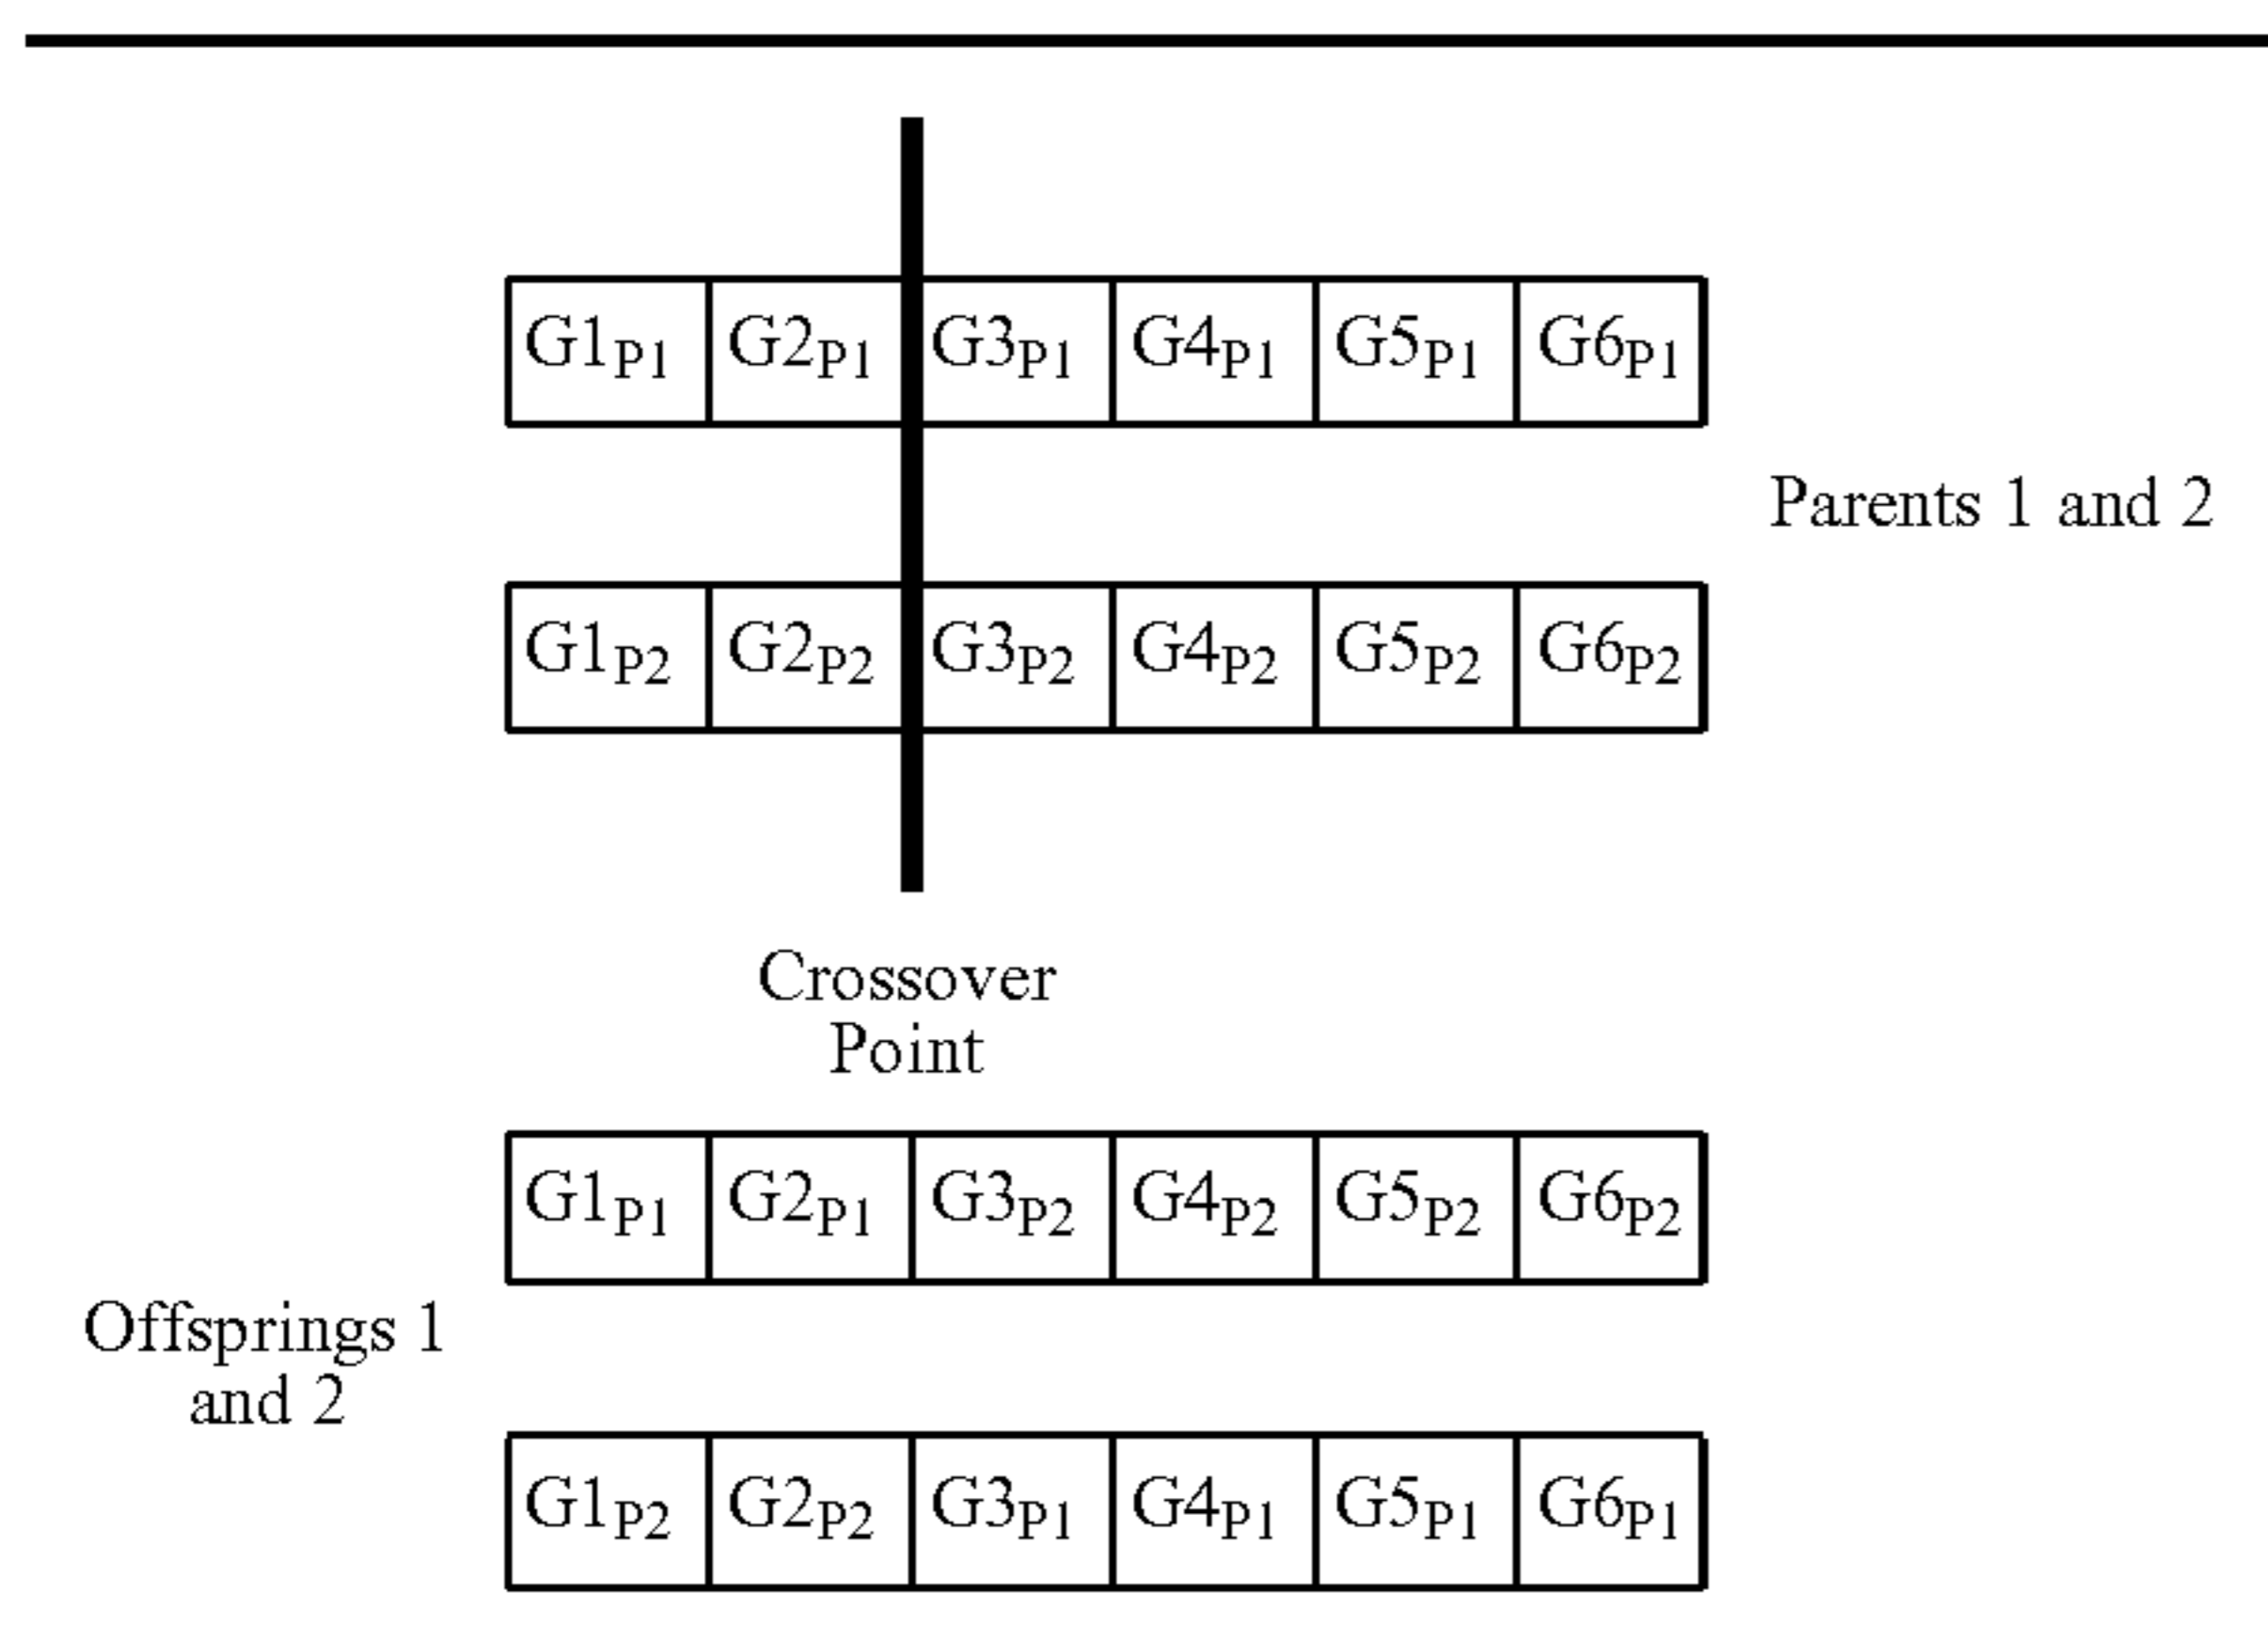 G1P1 G2P1 G3P1 G4P1 G5P1 G6P1
Parents 1 and 2
G1P2 G2P2 G3P2 G4P2 G5P2 G6P2
Crossover
Point
G1P1 G2P1 G3P2 G4P2 G5P2 G6P2
Offsprings 1
and 2
G1P2 G2P2 G3P1 G4P1 G5P1 G6P1